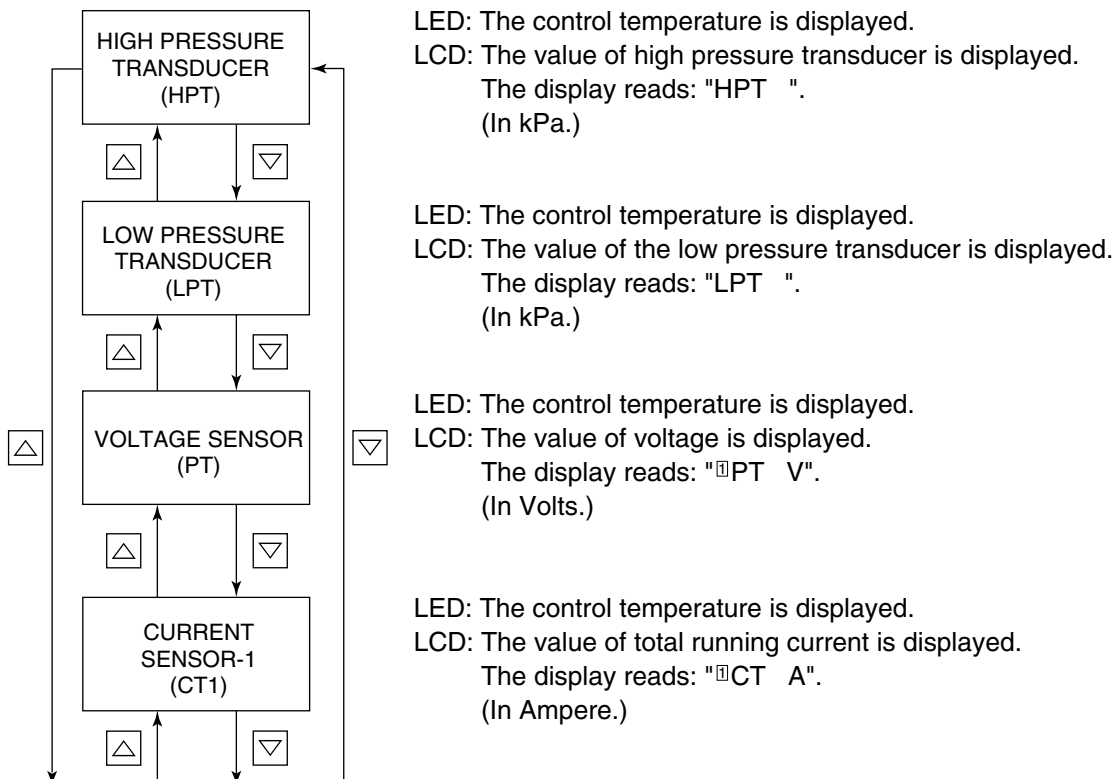 HIGH PRESSURE
TRANSDUCER
(HPT)
LED: The control temperature is displayed.
LCD: The value of high pressure transducer is displayed.
The display reads: "HPT   ".
(In kPa.)
LOW PRESSURE
TRANSDUCER
(LPT)
LED: The control temperature is displayed.
LCD: The value of the low pressure transducer is displayed.
The display reads: "LPT   ".
(In kPa.)
VOLTAGE SENSOR
(PT)
LED: The control temperature is displayed.
LCD: The value of voltage is displayed.
The display reads: "1PT   V".
(In Volts.)
CURRENT
SENSOR-1
(CT1)
LED: The control temperature is displayed.
LCD: The value of total running current is displayed.
The display reads: "1CT   A".
(In Ampere.)